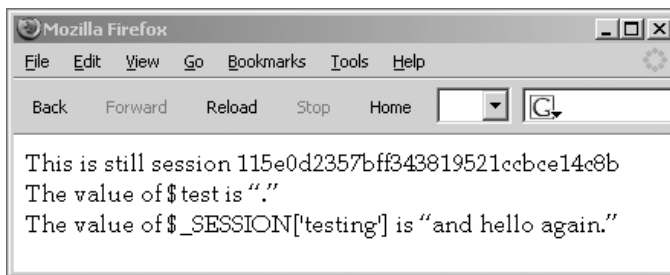 Mozilla Firefox
File Edit View Go Bookmarks Tools Help
Back Forward Reload Stop Home G
This is still session 115e0d2357bff343819521ccbce14c8b
The value of $test is “.”
The value of $_SESSION['testing'] is “and hello again.”